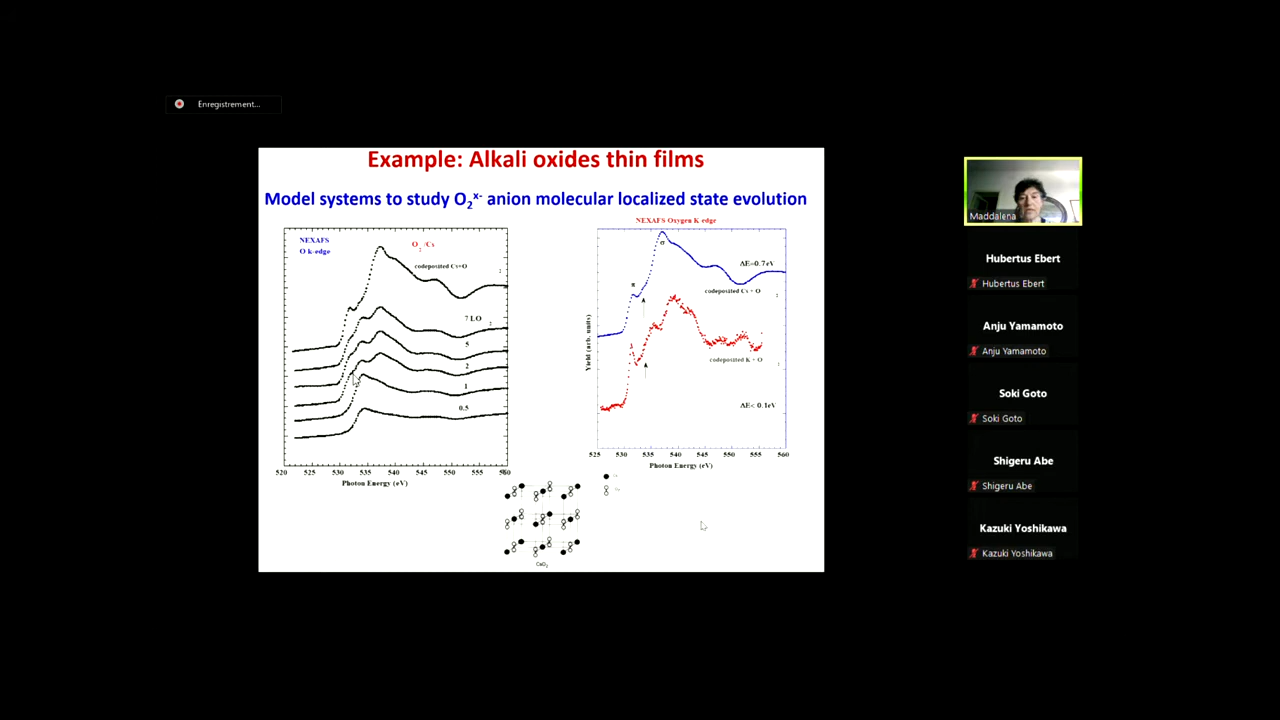 Enregistrement...
Example: Alkali oxides thin films
Model systems to study O2x- anion molecular localized state evolution
NEXAFS
O k-edge
O2/Cs
codeposited Cs+O2
7 LO2
5
2
1
0.5
520 525 530 535 540 545 550 555 560
Photon Energy (eV)
NEXAFS Oxygen K edge
σ
π
ΔE=0.7eV
A
codeposited Cs + O2
Yield (arb. units)
A
codeposited K + O
ΔE< 0.1eV
525 530 535 540 545 550 555 560
Photon Energy (eV)
Maddalena
Hubertus Ebert
Hubertus Ebert
Anju Yamamoto
Anju Yamamoto
Soki Goto
Soki Goto
Shigeru Abe
Shigeru Abe
Kazuki Yoshikawa
Kazuki Yoshikawa